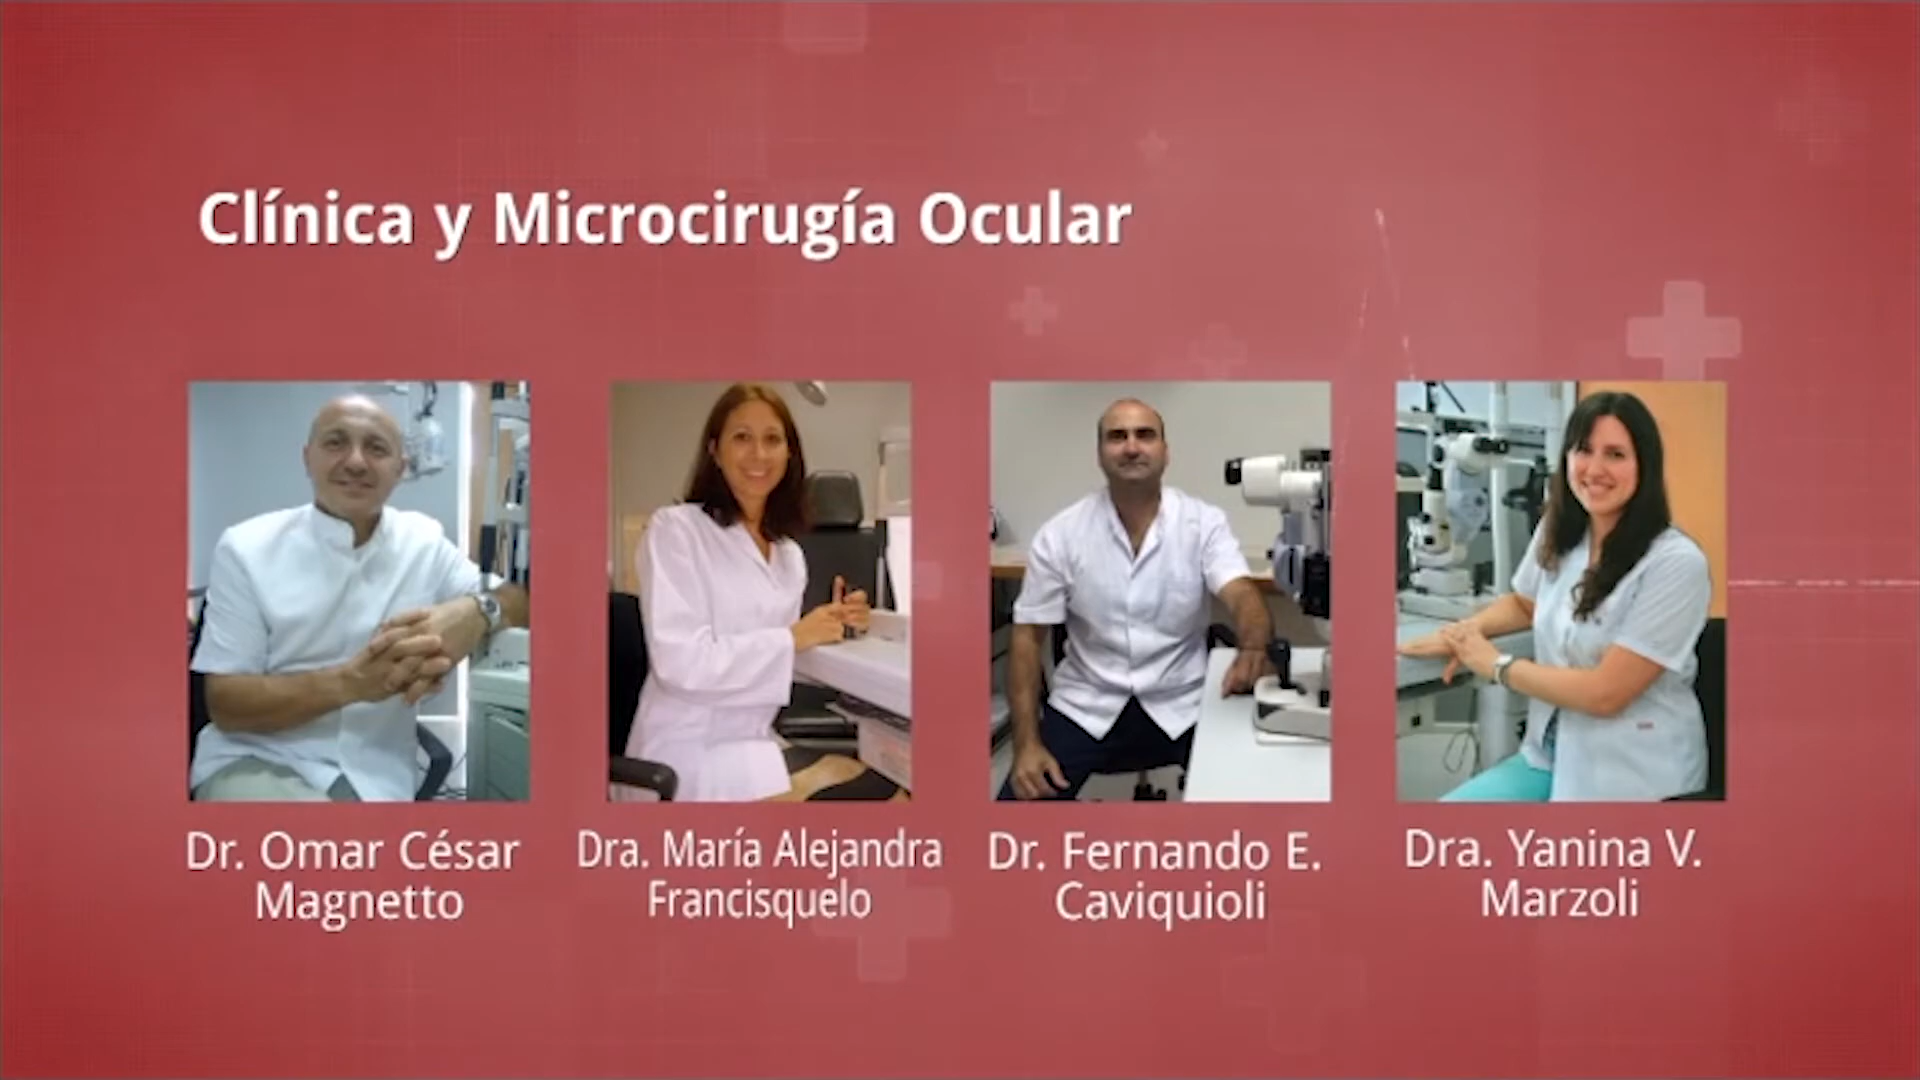 Clínica y Microcirugía Ocular
Dr. Omar César
Magnetto
Dra. María Alejandra
Francisquelo
Dr. Fernando E.
Caviquioli
Dra. Yanina V.
Marzoli